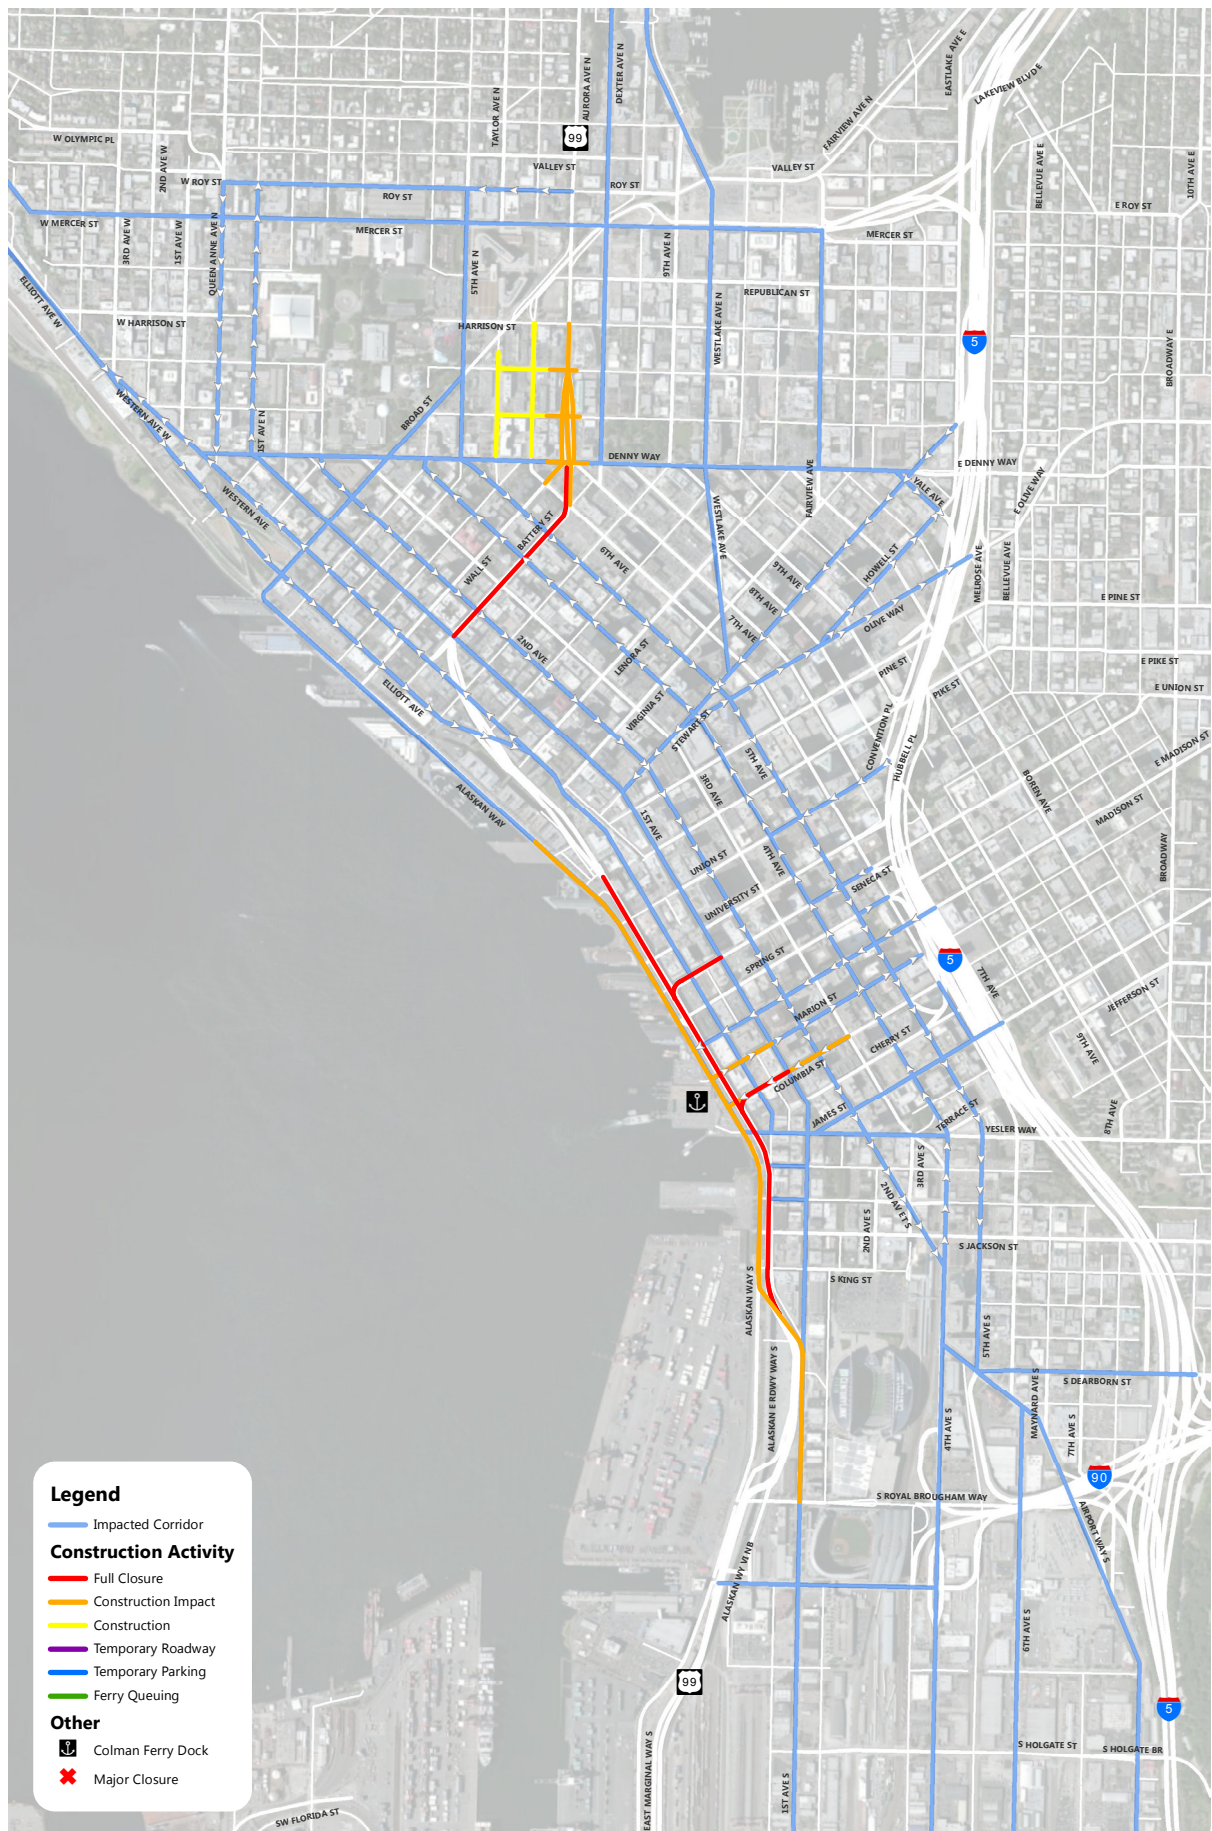 EASTLAKE AVE E
LAKEVIEW BLVD E
AURORA AVE N
DEXTER AVE N
TAYLOR AVE N
FAIRVIEW AVE N
99
W OLYMPIC PL
2ND AVE W
VALLEY ST
VALLEY ST
BELLEVUE AVE E
10TH AVE E
W ROY ST
ROY ST
ROY ST
E ROY ST
W MERCER ST
3RD AVE W
1ST AVE W
QUEEN ANNE AVE N
MERCER ST
9TH AVE N
MERCER ST
5TH AVE N
ELLIOTT AVE W
REPUBLICAN ST
W HARRISON ST
HARRISON ST
WESTLAKE AVE N
5
BROADWAY E
WESTERN AVE W
BROAD ST
1ST AVE N
DENNY WAY
E DENNY WAY
FAIRVIEW AVE
YALE AVE
E OLIVE WAY
WESTERN AVE
BATTERY ST
WESTLAKE AVE
6TH AVE
WALL ST
9TH AVE
HOWELL ST
8TH AVE
MELROSE AVE
BELLEVUE AVE
E PINE ST
7TH AVE
OLIVE WAY
2ND AVE
LENORA ST
PINE ST
E PIKE ST
PIKE ST
E UNION ST
ELLIOTT AVE
VIRGINIA ST
STEWART ST
CONVENTION PL
HUBBELL PL
E MADISON ST
5TH AVE
3RD AVE
BOREN AVE
ALASKAN WAY
1ST AVE
MADISON ST
4TH AVE
UNION ST
BROADWAY
SENECA ST
UNIVERSITY ST
SPRING ST
5
7TH AVE
MARION ST
JEFFERSON ST
CHERRY ST
9TH AVE
COLUMBIA ST
JAMES ST
TERRACE ST
8TH AVE
YESLER WAY
3RD AVE S
2ND AV ET S
2ND AVE S
S JACKSON ST
S KING ST
ALASKAN WAY S
5TH AVE S
ALASKAN E RDWY WAY S
S DEARBORN ST
MAYNARD AVE S
4TH AVE S
7TH AVE S
90
S ROYAL BROUGHAM WAY
AIRPORT WAY S
ALASKAN WY VI NB
6TH AVE S
99
5
S HOLGATE ST
S HOLGATE BR
EAST MARGINAL WAY S
1ST AVE S
SW FLORIDA ST
Legend
Impacted Corridor
Construction Activity
Full Closure
Construction Impact
Construction
Temporary Roadway
Temporary Parking
Ferry Queuing
Other
Colman Ferry Dock
Major Closure